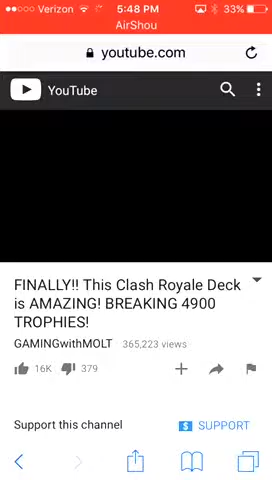 Verizon 5:48 PM 33%
AirShou
youtube.com
YouTube
FINALLY!! This Clash Royale Deck
is AMAZING! BREAKING 4900
TROPHIES!
GAMINGwithMOLT · 365,223 views
16K 379
Support this channel $ SUPPORT